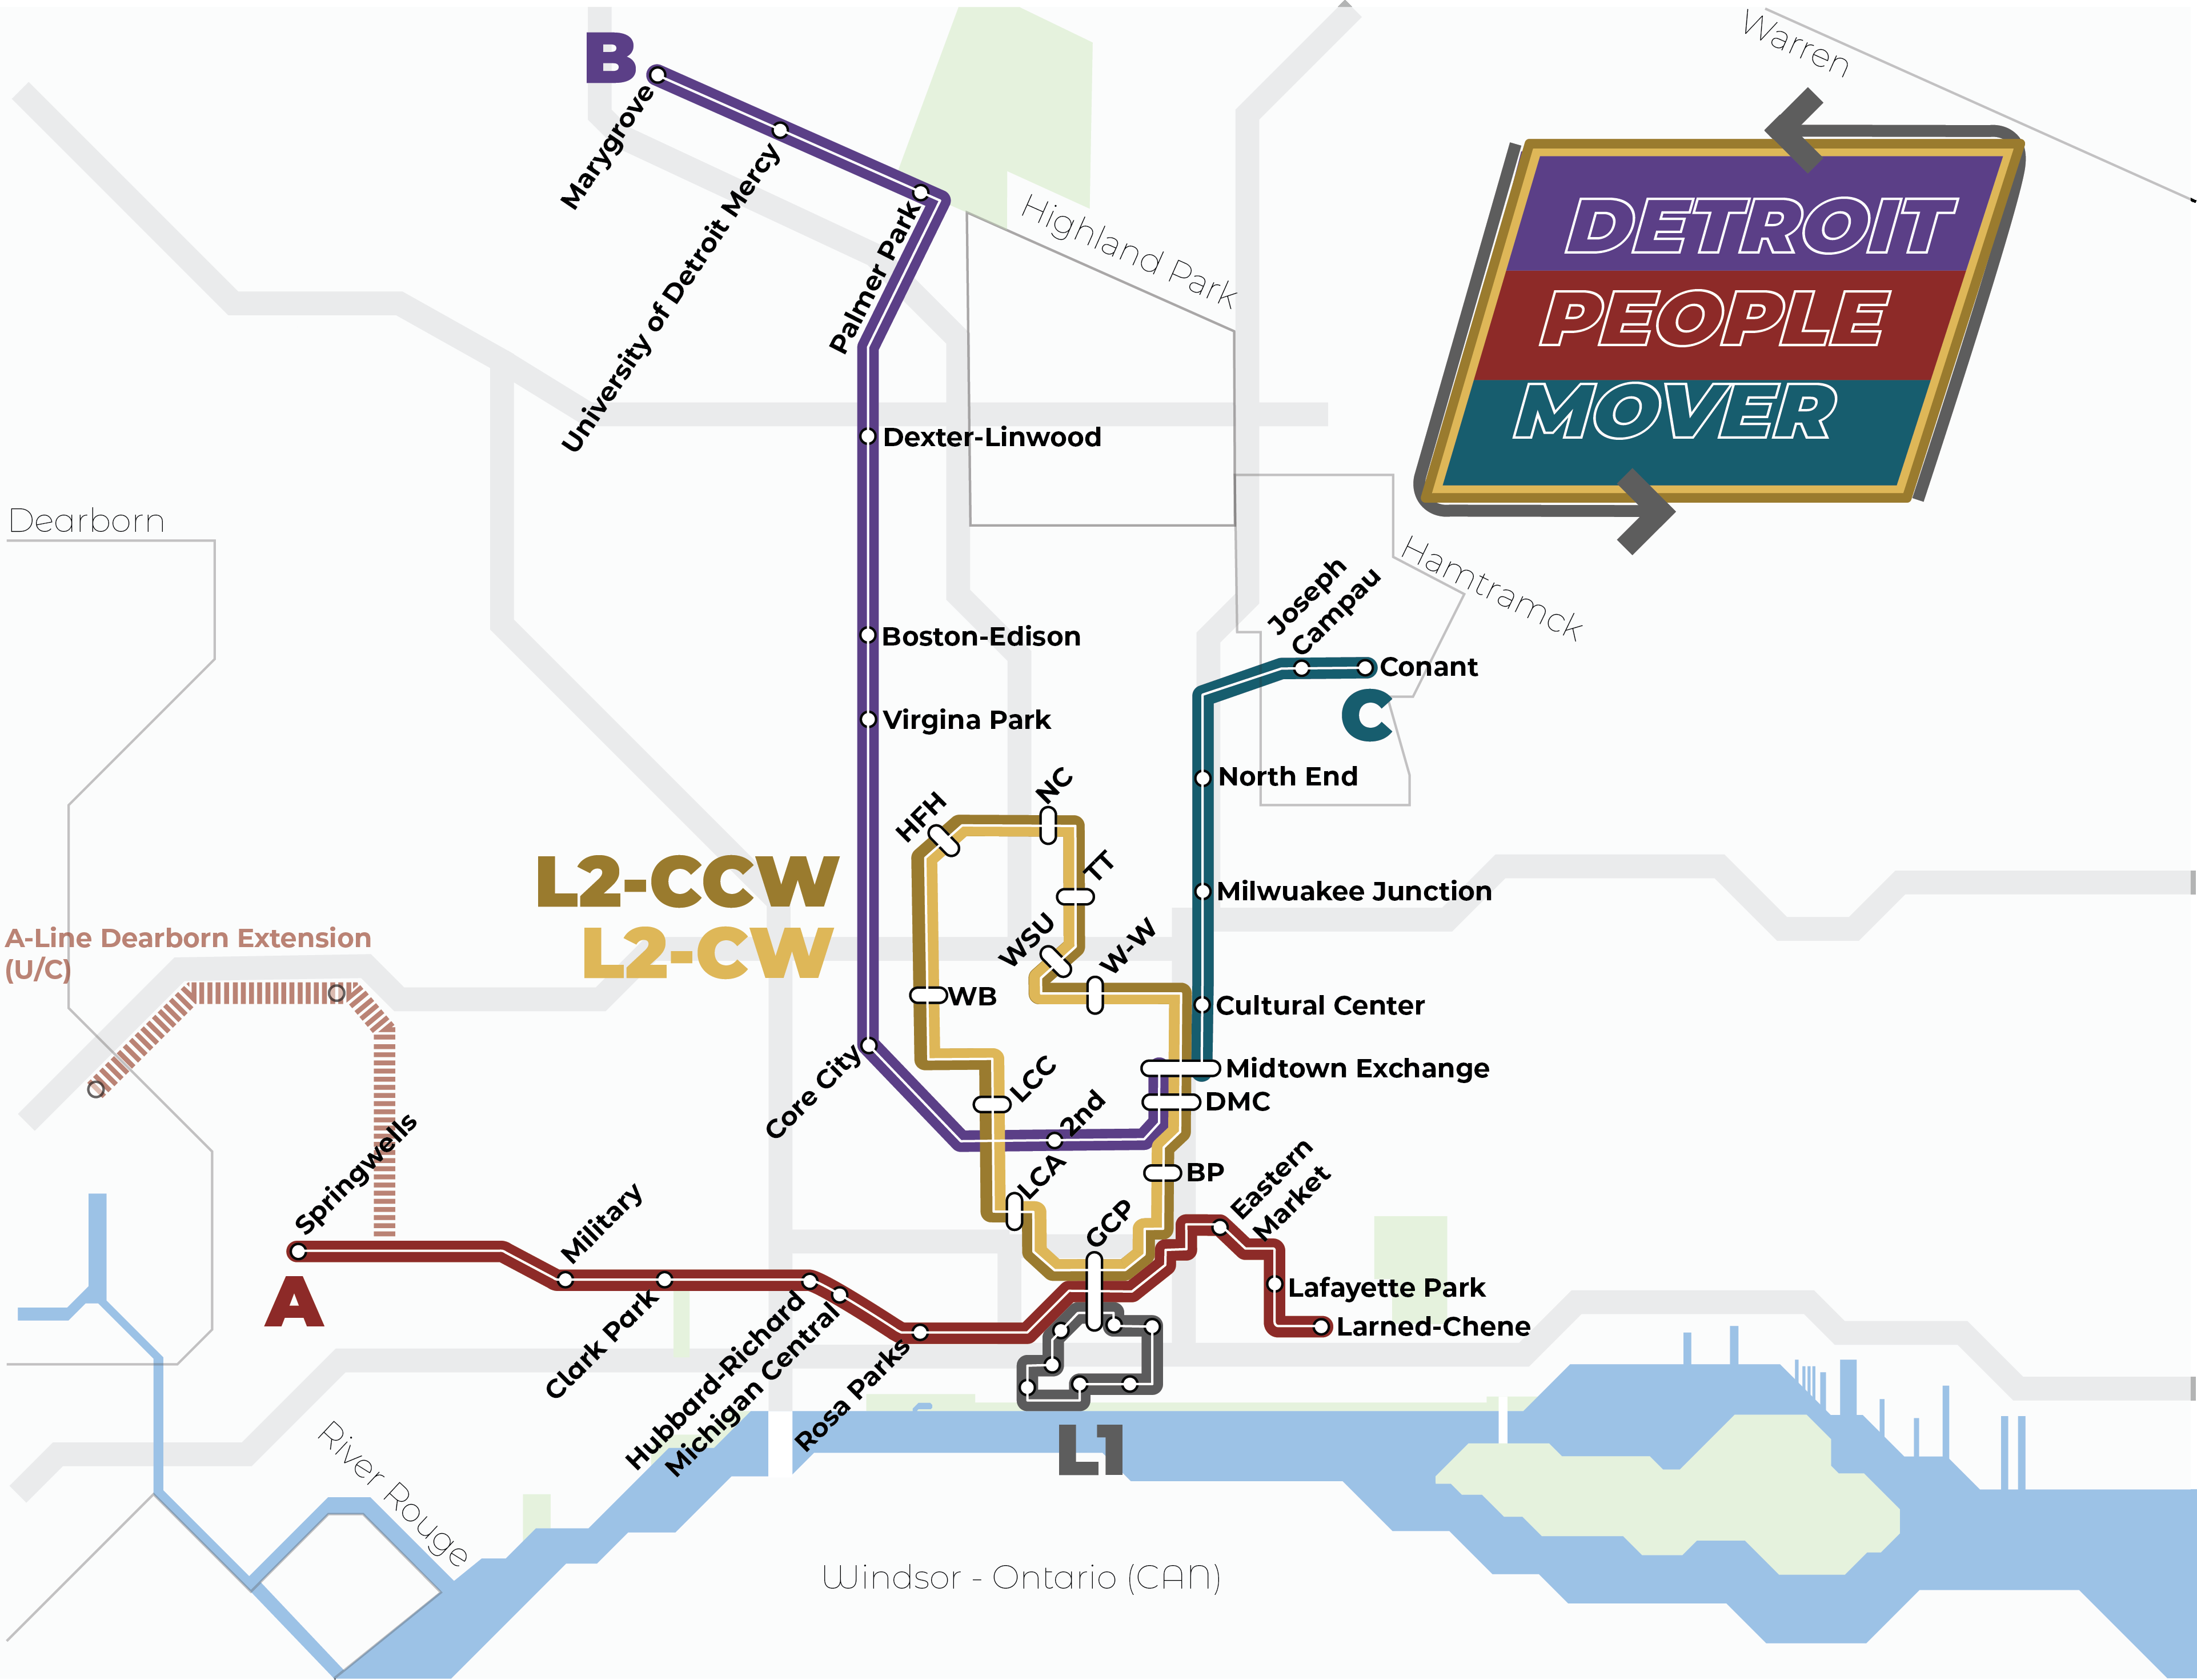 B
Marygrove
University of Detroit Mercy
Palmer Park
Highland Park
Warren
DETROIT
PEOPLE
MOVER
Dexter-Linwood
Dearborn
Hamtramck
Boston-Edison
Joseph
Campau
Conant
C
Virgina Park
North End
HFH
NC
TT
Milwuakee Junction
L2-CCW
L2-CW
WSU
W-W
A-Line Dearborn Extension
(U/C)
WB
Cultural Center
Core City
LCC
2nd
Midtown Exchange
DMC
Springwells
Military
LCA
BP
GCP
Eastern
Market
A
Clark Park
Hubbard-Richard
Michigan Central
Rosa Parks
Lafayette Park
Larned-Chene
L1
River Rouge
Windsor - Ontario (CAN)